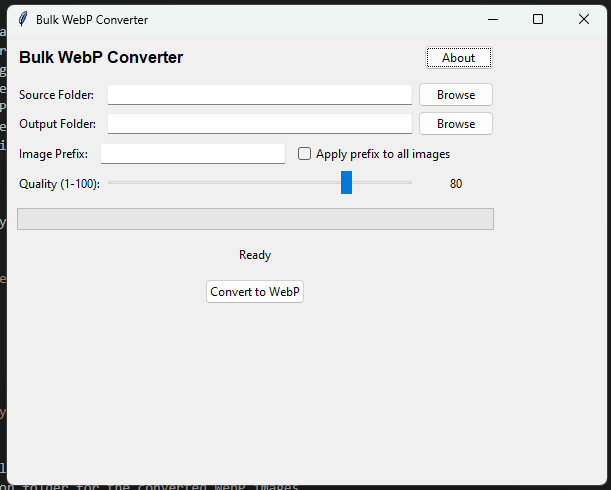 Bulk WebP Converter
Bulk WebP Converter
About
Source Folder: Browse
Output Folder: Browse
Image Prefix: Apply prefix to all images
Quality (1-100): 80
Ready
Convert to WebP